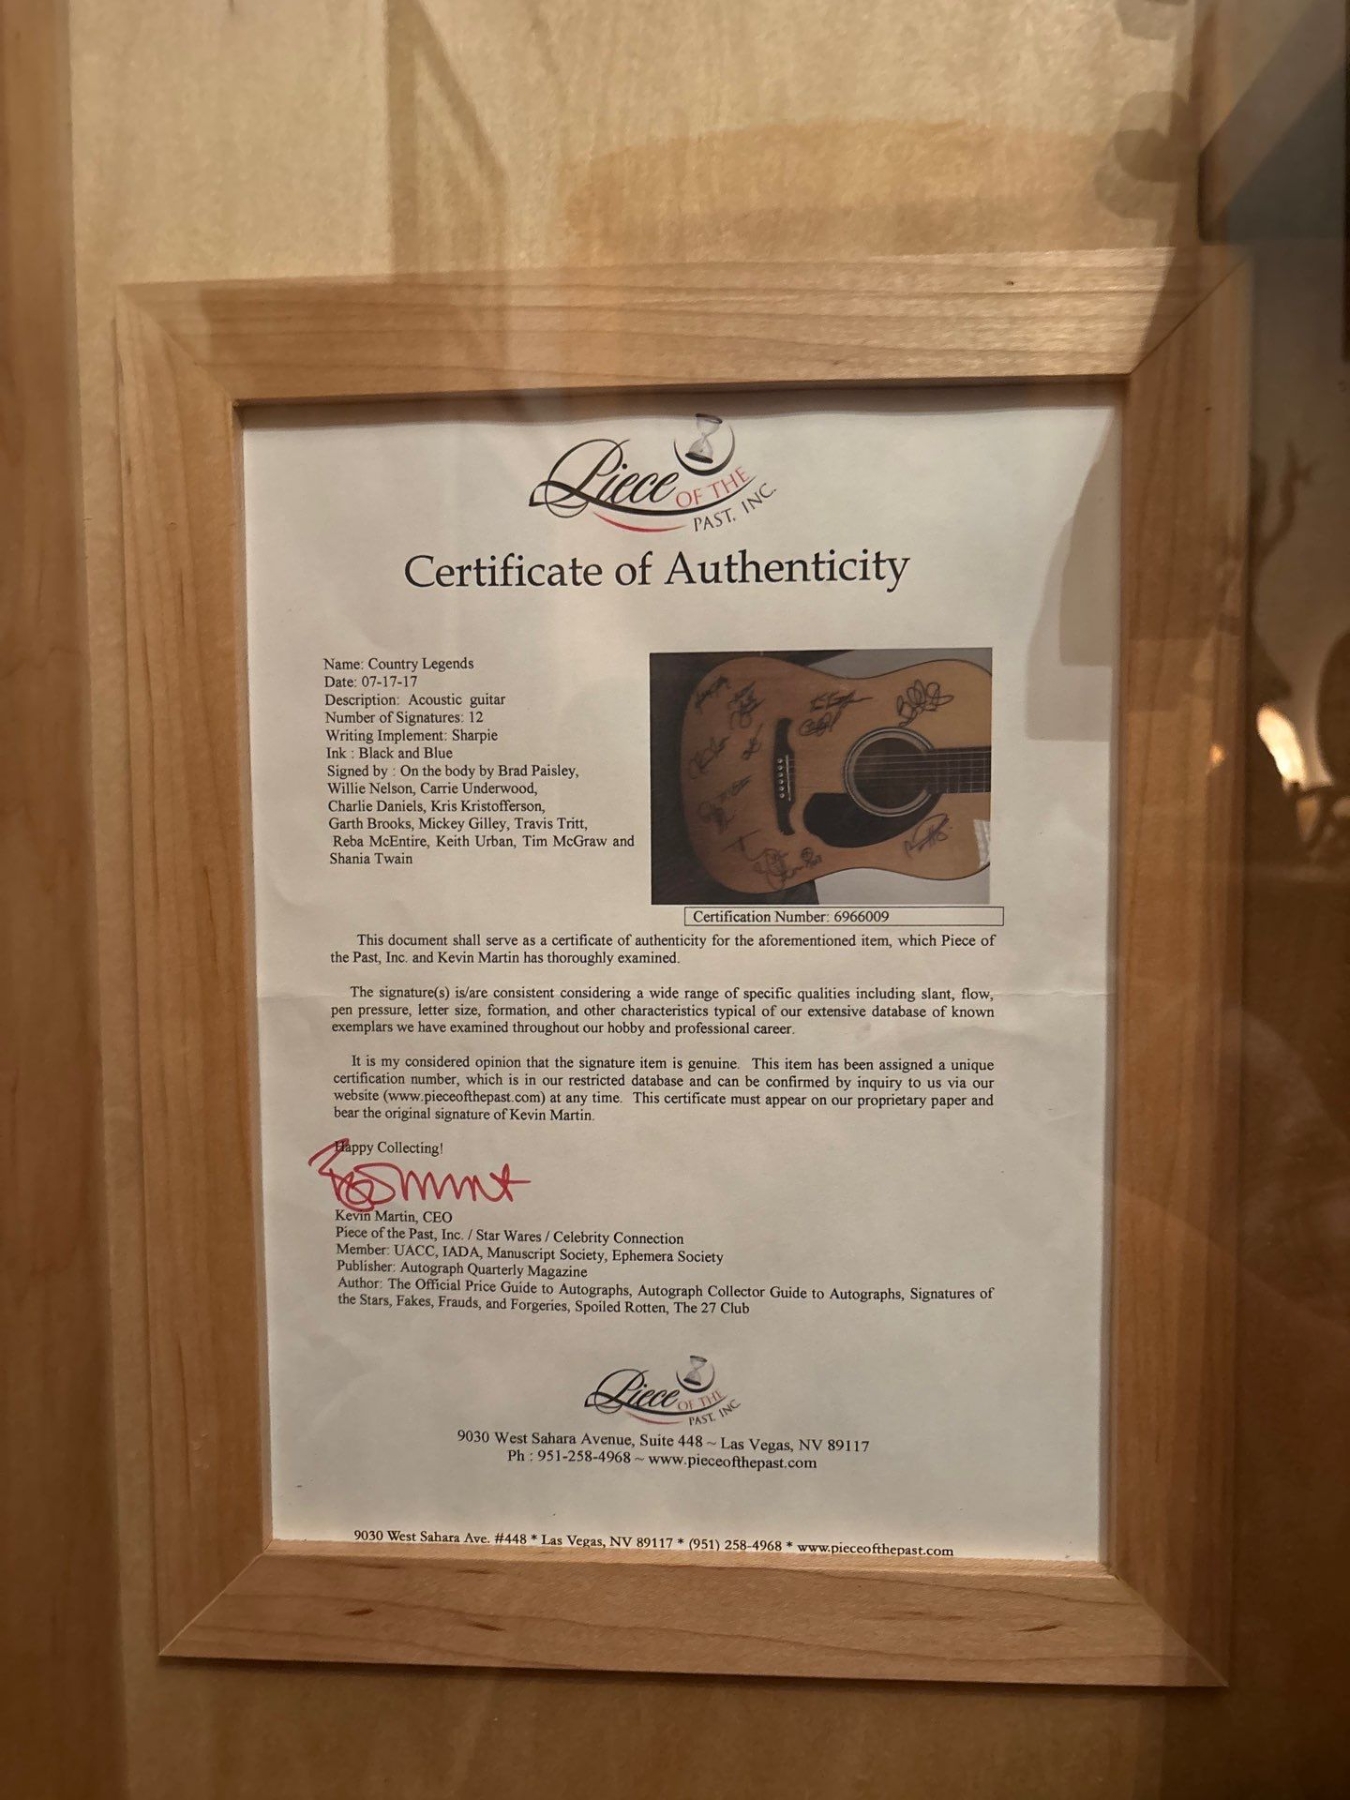 Piece OF THE
PAST, INC.
Certificate of Authenticity
Name: Country Legends
Date: 07-17-17
Description: Acoustic guitar
Number of Signatures: 12
Writing Implement: Sharpie
Ink : Black and Blue
Signed by : On the body by Brad Paisley,
Willie Nelson, Carrie Underwood,
Charlie Daniels, Kris Kristofferson,
Garth Brooks, Mickey Gilley, Travis Tritt,
Reba McEntire, Keith Urban, Tim McGraw and
Shania Twain
Certification Number: 6966009
This document shall serve as a certificate of authenticity for the aforementioned item, which Piece of
the Past, Inc. and Kevin Martin has thoroughly examined.
The signature(s) is/are consistent considering a wide range of specific qualities including slant, flow,
pen pressure, letter size, formation, and other characteristics typical of our extensive database of known
exemplars we have examined throughout our hobby and professional career.
It is my considered opinion that the signature item is genuine. This item has been assigned a unique
certification number, which is in our restricted database and can be confirmed by inquiry to us via our
website (www.pieceofthepast.com) at any time. This certificate must appear on our proprietary paper and
bear the original signature of Kevin Martin.
Happy Collecting!
Kevin Martin, CEO
Piece of the Past, Inc. / Star Wares / Celebrity Connection
Member: UACC, IADA, Manuscript Society, Ephemera Society
Publisher: Autograph Quarterly Magazine
Author: The Official Price Guide to Autographs, Autograph Collector Guide to Autographs, Signatures of
the Stars, Fakes, Frauds, and Forgeries, Spoiled Rotten, The 27 Club
Piece OF THE
PAST, INC.
9030 West Sahara Avenue, Suite 448 ~ Las Vegas, NV 89117
Ph : 951-258-4968 ~ www.pieceofthepast.com
9030 West Sahara Ave. #448 * Las Vegas, NV 89117 * (951) 258-4968 * www.pieceofthepast.com